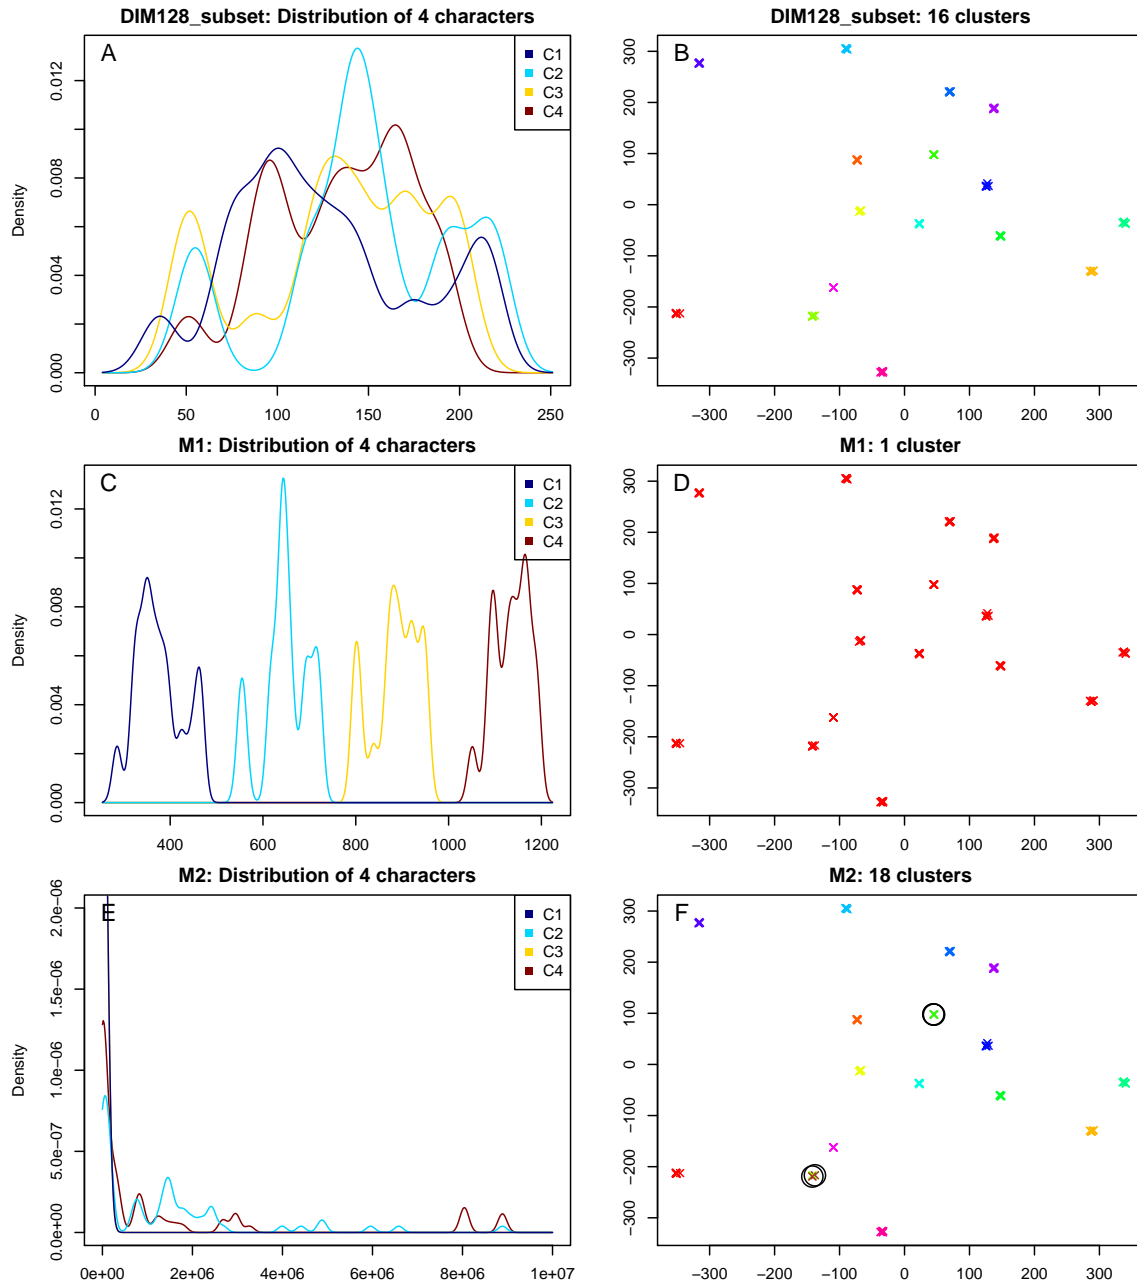 DIM128_subset: Distribution of 4 characters
A
C1
C2
C3
C4
Density
0.000
0.004
0.008
0.012
0
50
100
150
200
250
DIM128_subset: 16 clusters
B
300
200
100
0
−100
−200
−300
−300
−200
−100
0
100
200
300
M1: Distribution of 4 characters
C
C1
C2
C3
C4
Density
0.000
0.004
0.008
0.012
400
600
800
1000
1200
M1: 1 cluster
D
300
200
100
0
−100
−200
−300
−300
−200
−100
0
100
200
300
M2: Distribution of 4 characters
E
C1
C2
C3
C4
Density
0.0e+00
5.0e−07
1.0e−06
1.5e−06
2.0e−06
0e+00
2e+06
4e+06
6e+06
8e+06
1e+07
M2: 18 clusters
F
300
200
100
0
−100
−200
−300
−300
−200
−100
0
100
200
300